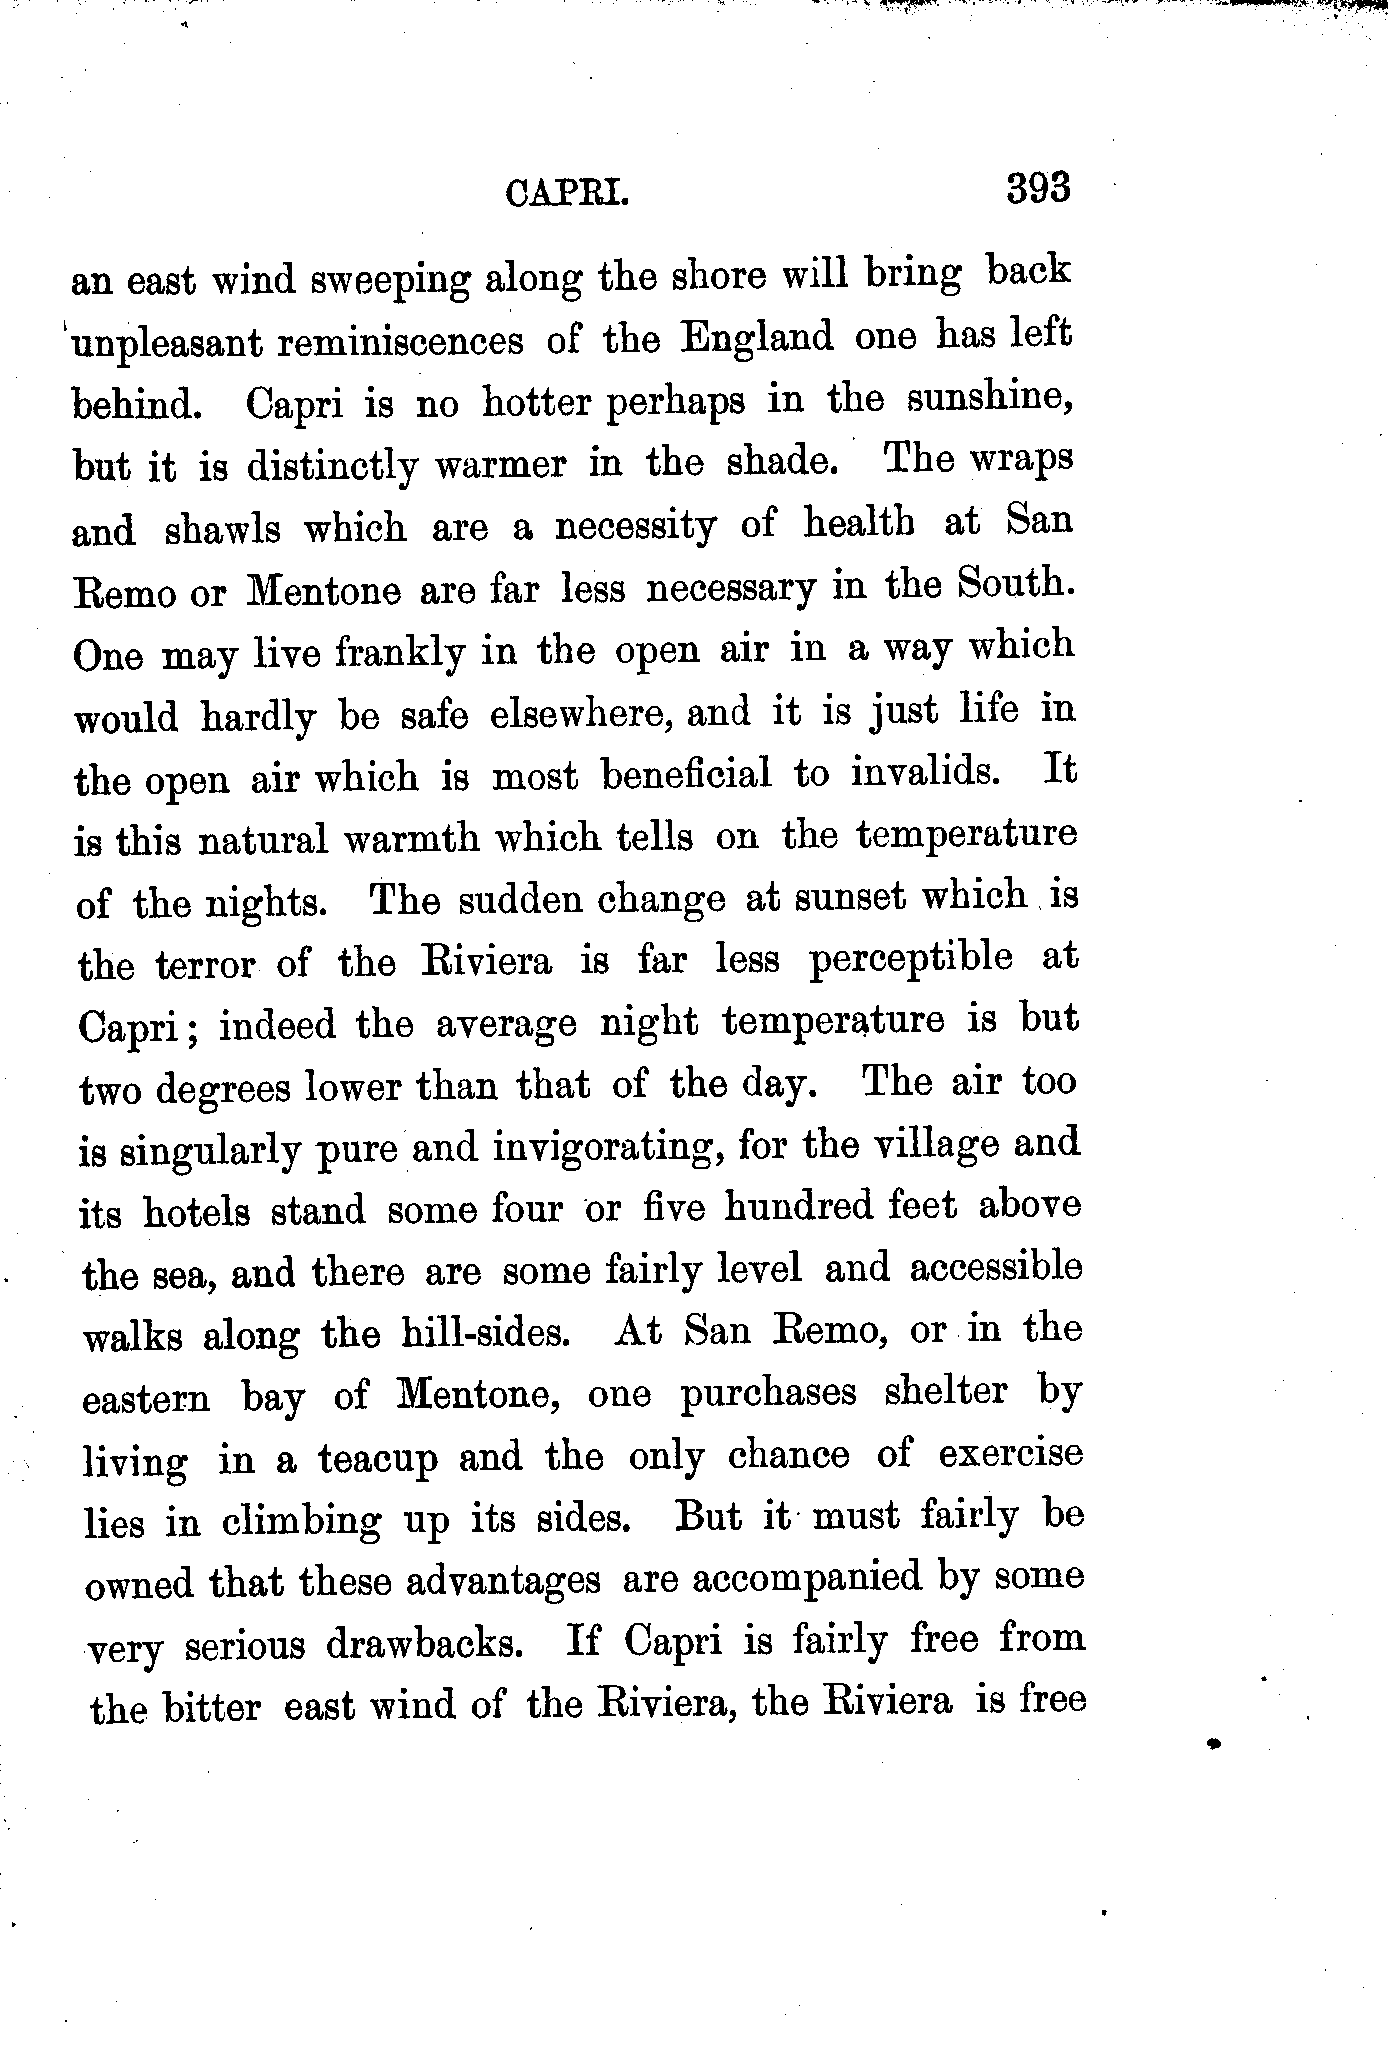 CAPRI. 393
an east wind sweeping along the shore will bring back
unpleasant reminiscences of the England one has left
behind. Capri is no hotter perhaps in the sunshine,
but it is distinctly warmer in the shade. The wraps
and shawls which are a necessity of health at San
Remo or Mentone are far less necessary in the South.
One may live frankly in the open air in a way which
would hardly be safe elsewhere, and it is just life in
the open air which is most beneficial to invalids. It
is this natural warmth which tells on the temperature
of the nights. The sudden change at sunset which is
the terror of the Riviera is far less perceptible at
Capri; indeed the average night temperature is but
two degrees lower than that of the day. The air too
is singularly pure and invigorating, for the village and
its hotels stand some four or five hundred feet above
the sea, and there are some fairly level and accessible
walks along the hill-sides. At San Remo, or in the
eastern bay of Mentone, one purchases shelter by
living in a teacup and the only chance of exercise
lies in climbing up its sides. But it must fairly be
owned that these advantages are accompanied by some
very serious drawbacks. If Capri is fairly free from
the bitter east wind of the Riviera, the Riviera is free